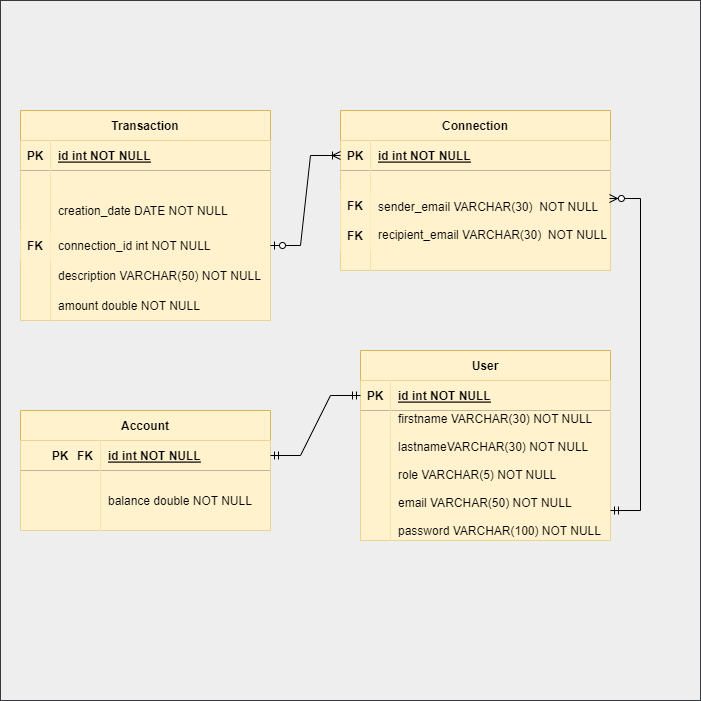 Transaction
PK id int NOT NULL
creation_date DATE NOT NULL
FK connection_id int NOT NULL
description VARCHAR(50) NOT NULL
amount double NOT NULL
Connection
PK id int NOT NULL
FK sender_email VARCHAR(30)  NOT NULL
FK recipient_email VARCHAR(30)  NOT NULL
User
PK id int NOT NULL
firstname VARCHAR(30) NOT NULL
lastnameVARCHAR(30) NOT NULL
role VARCHAR(5) NOT NULL
email VARCHAR(50) NOT NULL
password VARCHAR(100) NOT NULL
Account
PK FK id int NOT NULL
balance double NOT NULL